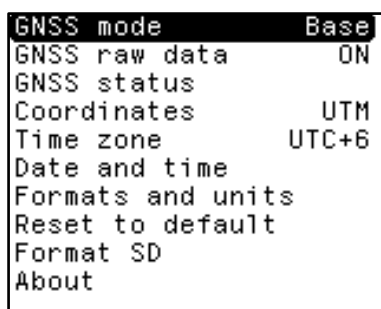 GNSS mode Base
GNSS raw data ON
GNSS status
Coordinates UTM
Time zone UTC+6
Date and time
Formats and units
Reset to default
Format SD
About